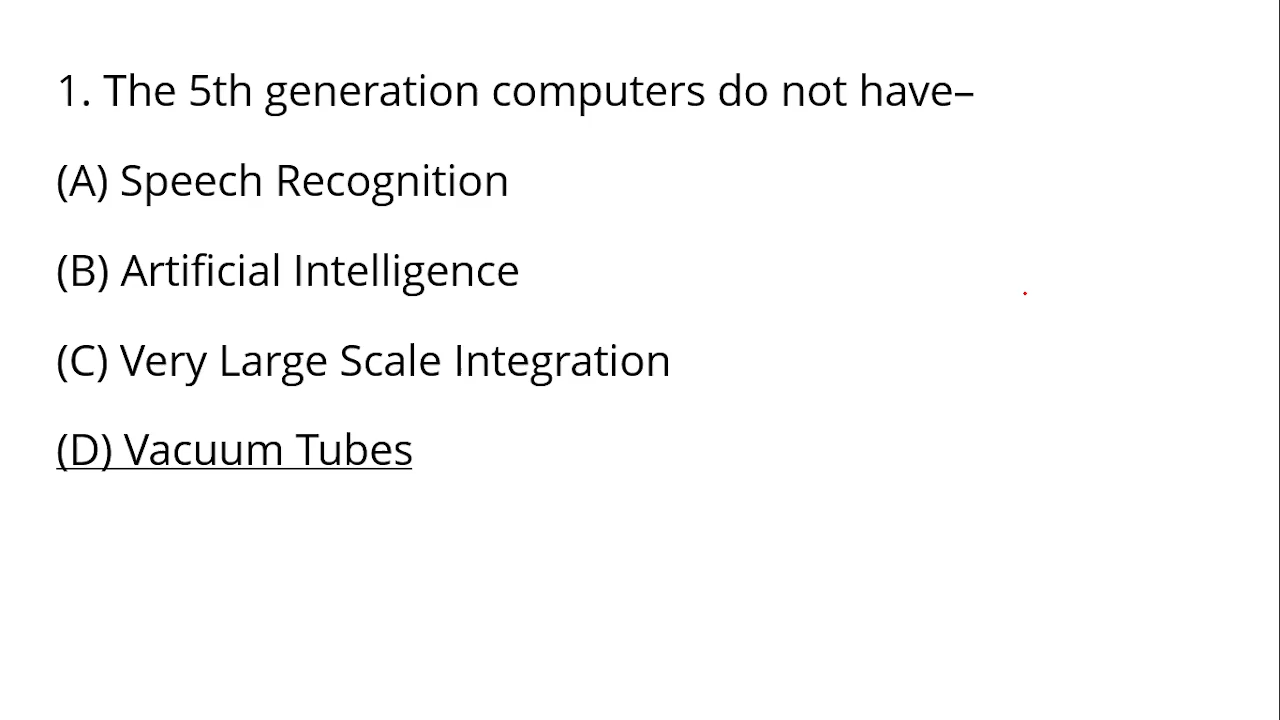 1. The 5th generation computers do not have–
(A) Speech Recognition
(B) Artificial Intelligence
(C) Very Large Scale Integration
(D) Vacuum Tubes